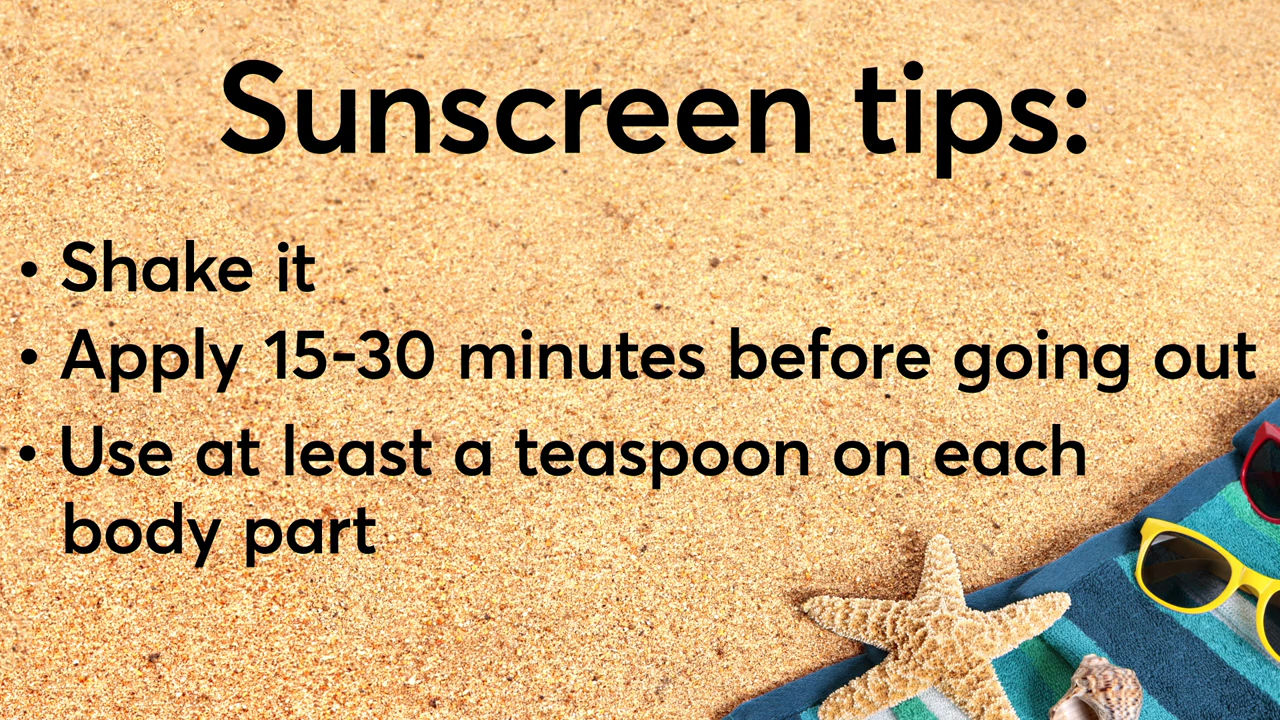 Sunscreen tips:
• Shake it
• Apply 15-30 minutes before going out
• Use at least a teaspoon on each
body part